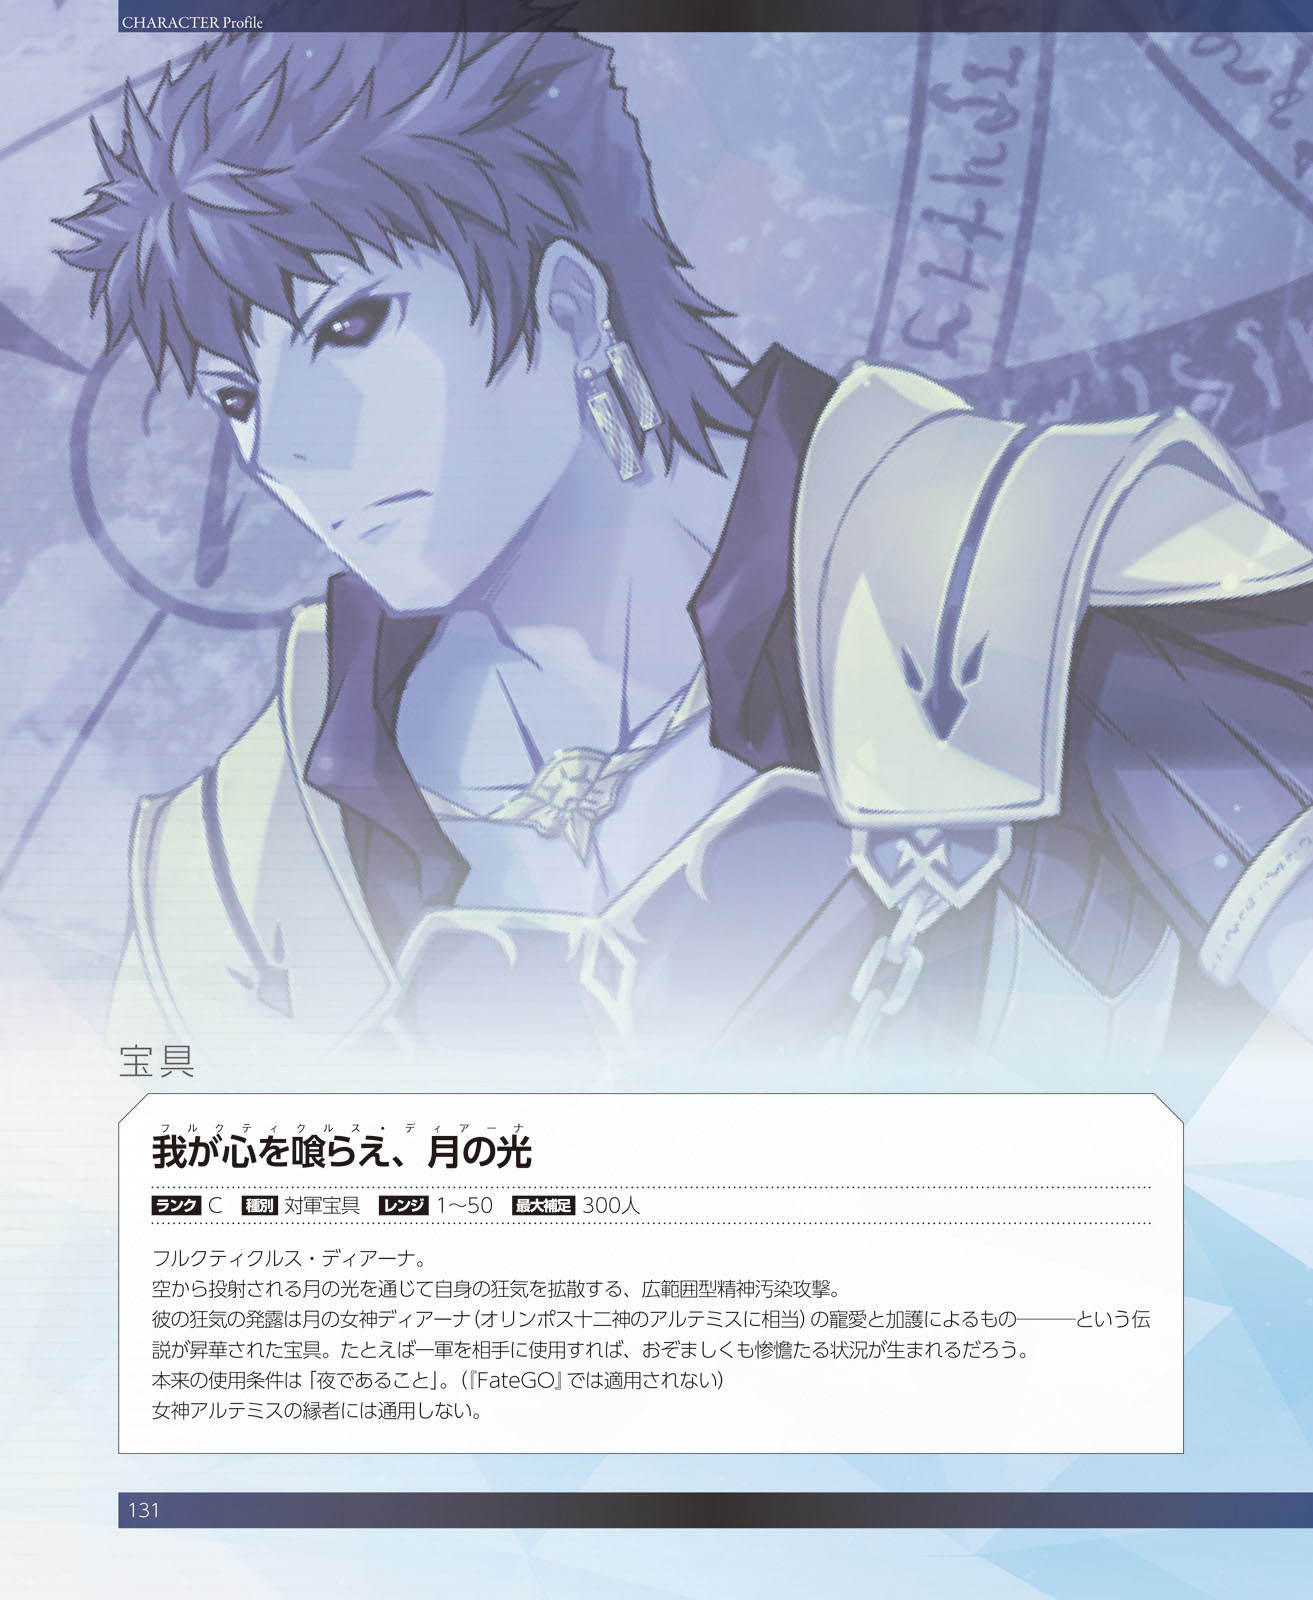 CHARACTER Profile
宝具
フルクティクルス・ディアーナ
我が心を喰らえ、月の光
ランク C 種別 対軍宝具 レンジ 1～50 最大補足 300人
フルクティクルス・ディアーナ。
空から投射される月の光を通じて自身の狂気を拡散する、広範囲型精神汚染攻撃。
彼の狂気の発露は月の女神ディアーナ（オリンポス十二神のアルテミスに相当）の寵愛と加護によるもの―――という伝
説が昇華された宝具。たとえば一軍を相手に使用すれば、おぞましくも惨憺たる状況が生まれるだろう。
本来の使用条件は「夜であること」。（『FateGO』では適用されない）
女神アルテミスの縁者には通用しない。
131